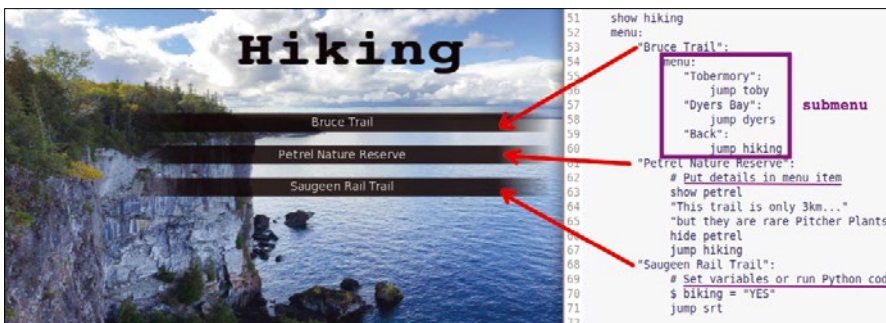 Hiking
Bruce Trail
Petrel Nature Reserve
Saugeen Rail Trail
51 show hiking
52 menu:
53 "Bruce Trail":
54 menu:
55 "Tobermory":
56 jump toby
57 "Dyers Bay":
58 jump dyers
59 "Back":
60 jump hiking
submenu
61 "Petrel Nature Reserve":
62 # Put details in menu item
63 show petrel
64 "This trail is only 3km..."
65 "but they are rare Pitcher Plants
66 hide petrel
67 jump hiking
68 "Saugeen Rail Trail":
69 # Set variables or run Python cod
70 $ biking = "YES"
71 jump srt